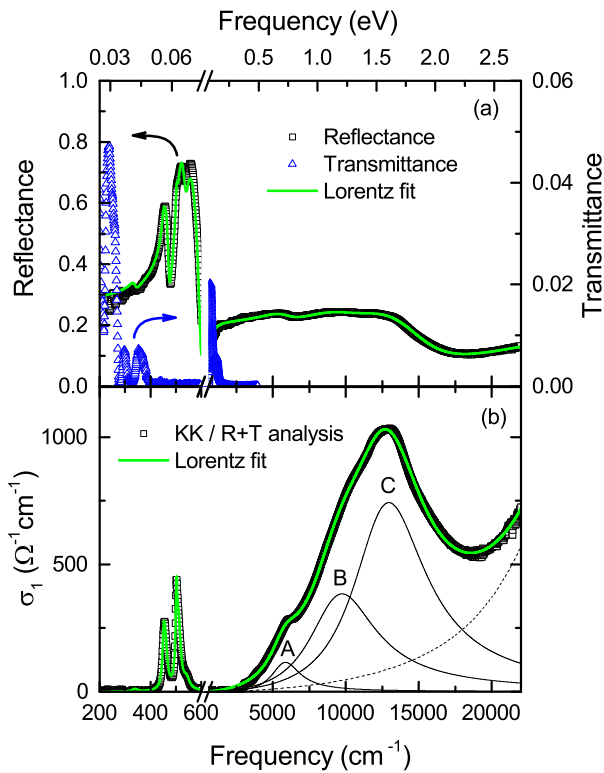 Frequency (eV)
0.03 0.06 0.5 1.0 1.5 2.0 2.5
1.0 0.06
(a)
0.8
Reflectance
Transmittance
Lorentz fit
0.6 0.04
0.4 0.02
0.2
0.0 0.00
Reflectance
Transmittance
(b)
KK / R+T analysis
Lorentz fit
1000
500
0
C
B
A
σ₁ (Ω⁻¹cm⁻¹)
200 400 600 5000 10000 15000 20000
Frequency (cm⁻¹)